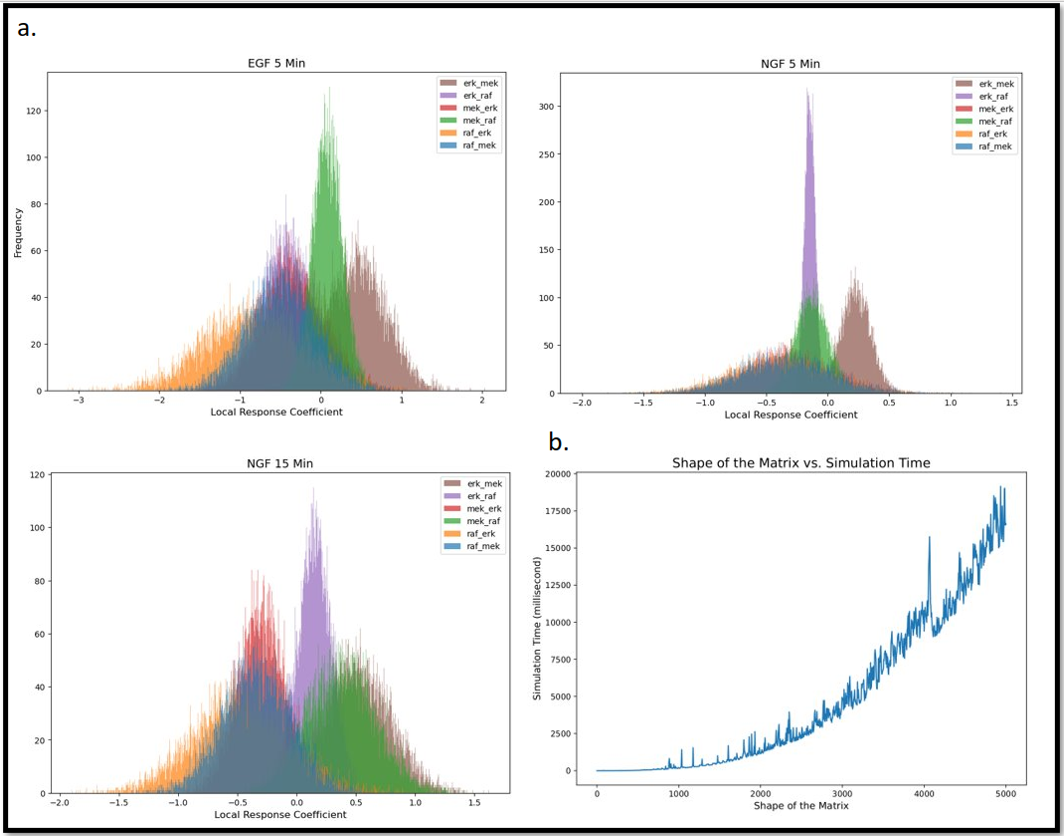 a.
EGF 5 Min
erk_mek
erk_raf
mek_erk
mek_raf
raf_erk
raf_mek
120
100
80
60
40
20
0
Frequency
−3 −2 −1 0 1 2
Local Response Coefficient
NGF 5 Min
erk_mek
erk_raf
mek_erk
mek_raf
raf_erk
raf_mek
300
250
200
150
100
50
0
−2.0 −1.5 −1.0 −0.5 0.0 0.5 1.0 1.5
Local Response Coefficient
NGF 15 Min
erk_mek
erk_raf
mek_erk
mek_raf
raf_erk
raf_mek
120
100
80
60
40
20
0
−2.0 −1.5 −1.0 −0.5 0.0 0.5 1.0 1.5
Local Response Coefficient
b.
Shape of the Matrix vs. Simulation Time
20000
17500
15000
12500
10000
7500
5000
2500
0
Simulation Time (millisecond)
0 1000 2000 3000 4000 5000
Shape of the Matrix